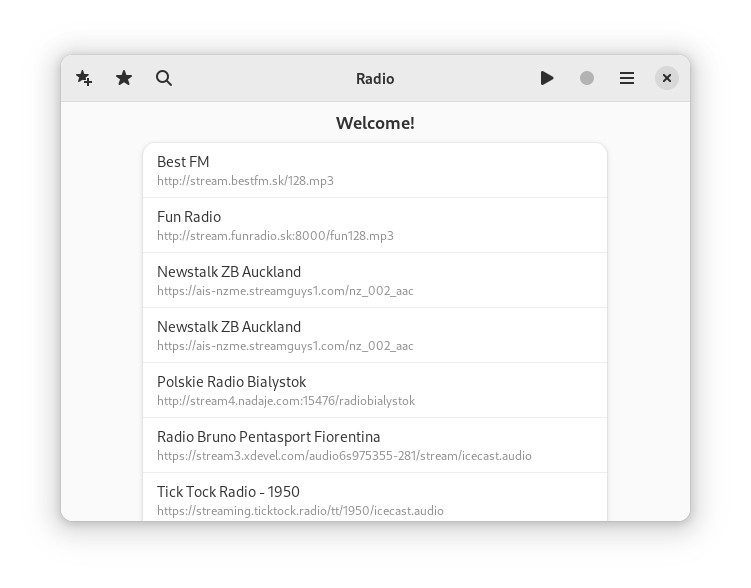 Radio
Welcome!
Best FM
http://stream.bestfm.sk/128.mp3
Fun Radio
http://stream.funradio.sk:8000/fun128.mp3
Newstalk ZB Auckland
https://ais-nzme.streamguys1.com/nz_002_aac
Newstalk ZB Auckland
https://ais-nzme.streamguys1.com/nz_002_aac
Polskie Radio Bialystok
http://stream4.nadaje.com:15476/radiobialystok
Radio Bruno Pentasport Fiorentina
https://stream3.xdevel.com/audio6s975355-281/stream/icecast.audio
Tick Tock Radio - 1950
https://streaming.ticktock.radio/tt/1950/icecast.audio